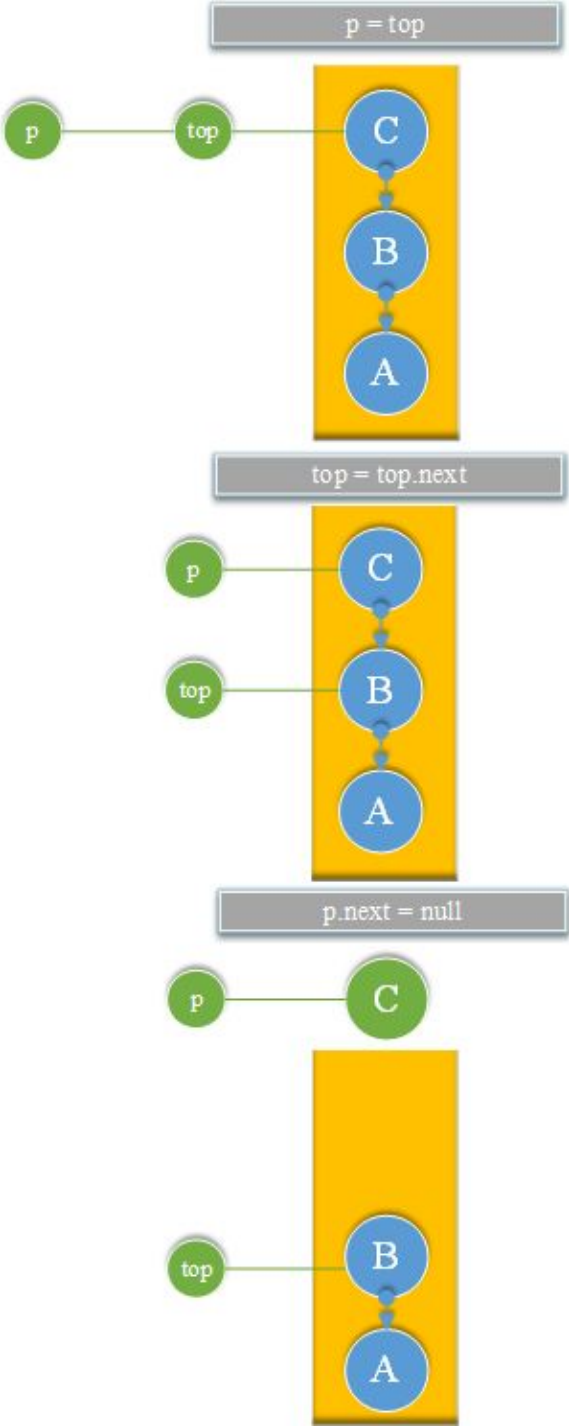 p = top
p top C
B
A
top = top.next
p C
top B
A
p.next = null
p C
top B
A